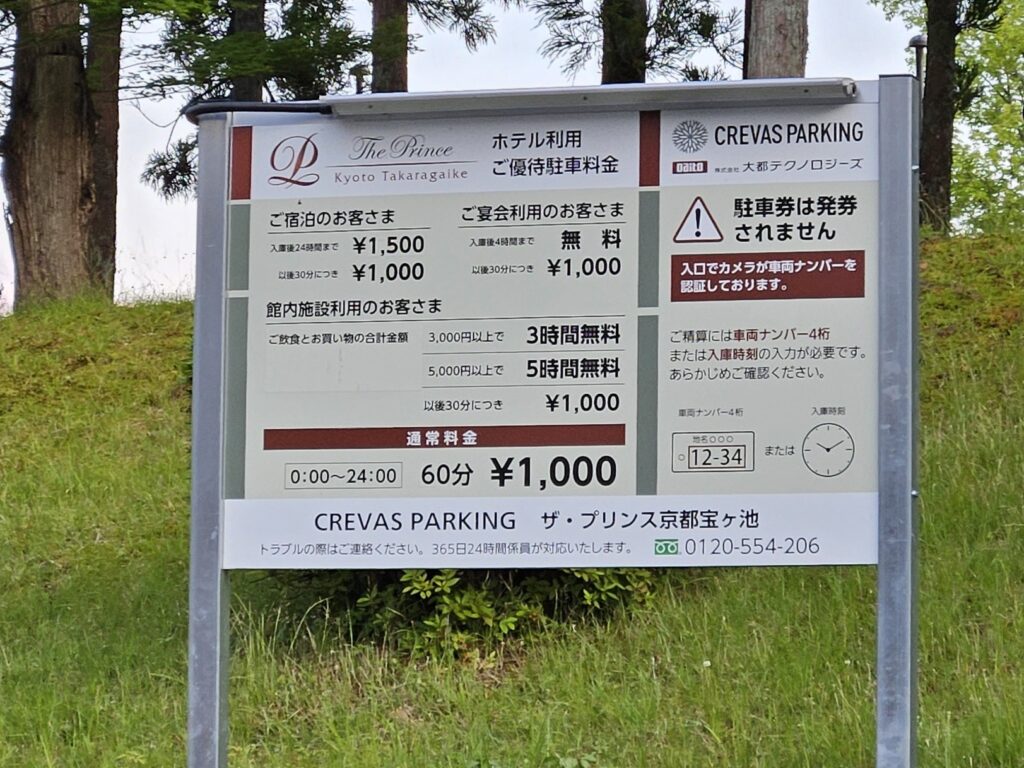 The Prince
Kyoto Takaragaike
ホテル利用
ご優待駐車料金
ご宿泊のお客さま
入庫後24時間まで ¥1,500
以後30分につき ¥1,000
ご宴会利用のお客さま
入庫後4時間まで 無料
以後30分につき ¥1,000
館内施設利用のお客さま
ご飲食とお買い物の合計金額 3,000円以上で 3時間無料
5,000円以上で 5時間無料
以後30分につき ¥1,000
通常料金
0:00～24:00 60分 ¥1,000
CREVAS PARKING
Daito 株式会社 大都テクノロジーズ
駐車券は発券
されません
入口でカメラが車両ナンバーを
認証しております。
ご精算には車両ナンバー4桁
または入庫時刻の入力が必要です。
あらかじめご確認ください。
車両ナンバー4桁 入庫時刻
地名○○○
○ 12-34 または
CREVAS PARKING ザ・プリンス京都宝ヶ池
トラブルの際はご連絡ください。365日24時間係員が対応いたします。 0120-554-206